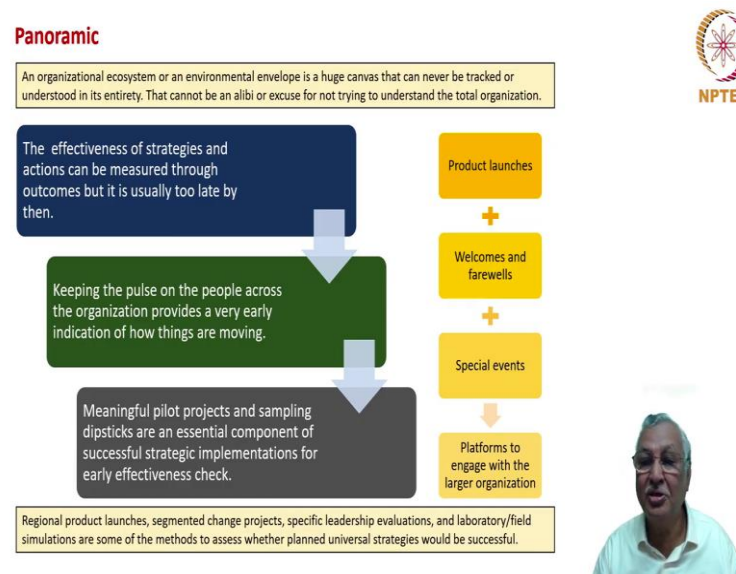 Panoramic
An organizational ecosystem or an environmental envelope is a huge canvas that can never be tracked or
understood in its entirety. That cannot be an alibi or excuse for not trying to understand the total organization.
The effectiveness of strategies and
actions can be measured through
outcomes but it is usually too late by
then.
Keeping the pulse on the people across
the organization provides a very early
indication of how things are moving.
Meaningful pilot projects and sampling
dipsticks are an essential component of
successful strategic implementations for
early effectiveness check.
Product launches
Welcomes and
farewells
Special events
Platforms to
engage with the
larger organization
Regional product launches, segmented change projects, specific leadership evaluations, and laboratory/field
simulations are some of the methods to assess whether planned universal strategies would be successful.
NPTE